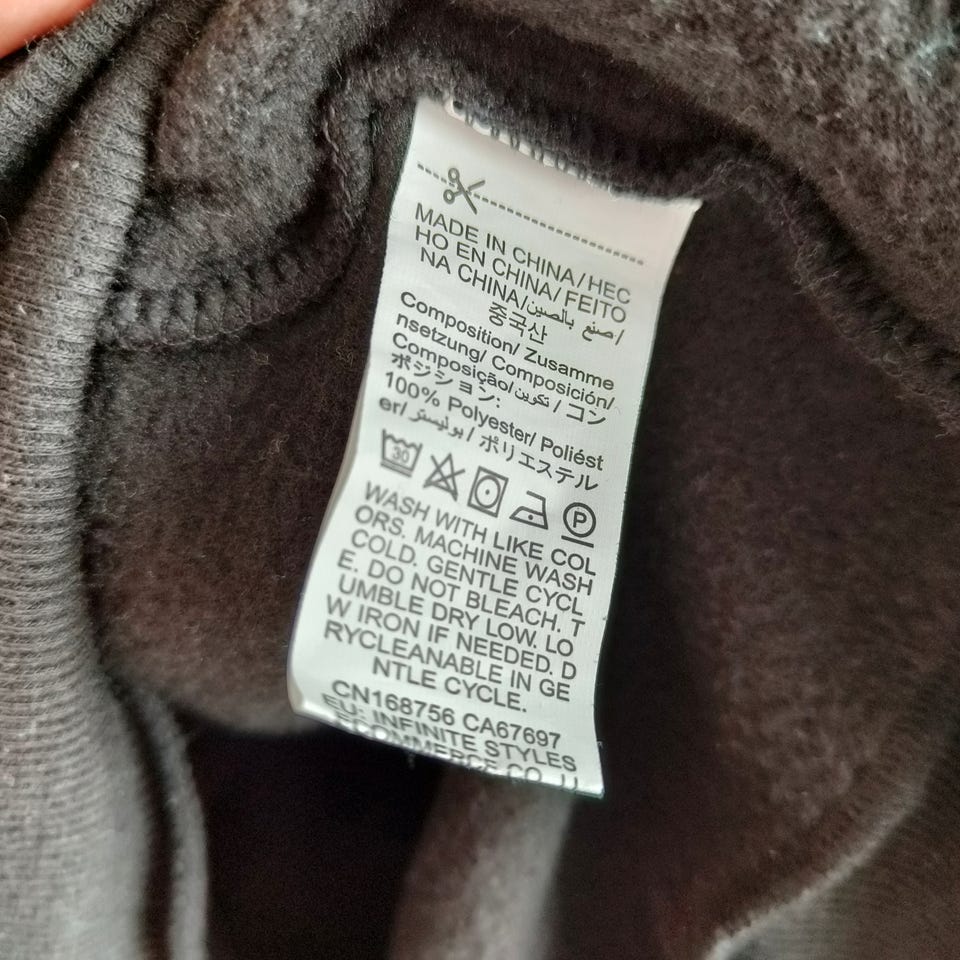 MADE IN CHINA/HEC
HO EN CHINA/ FEITO
NA CHINA/صنع بالصين/
중국산
Composition/ Zusamme
nsetzung/ Composición/
Composição/تكوين/ コン
ポジション:
100% Polyester/ Poliést
er/بوليستر/ ポリエステル
30
P
WASH WITH LIKE COL
ORS. MACHINE WASH
COLD. GENTLE CYCL
E. DO NOT BLEACH. T
UMBLE DRY LOW. LO
W IRON IF NEEDED. D
RYCLEANABLE IN GE
NTLE CYCLE.
CN168756 CA67697
EU: INFINITE STYLES
ECOMMERCE CO.